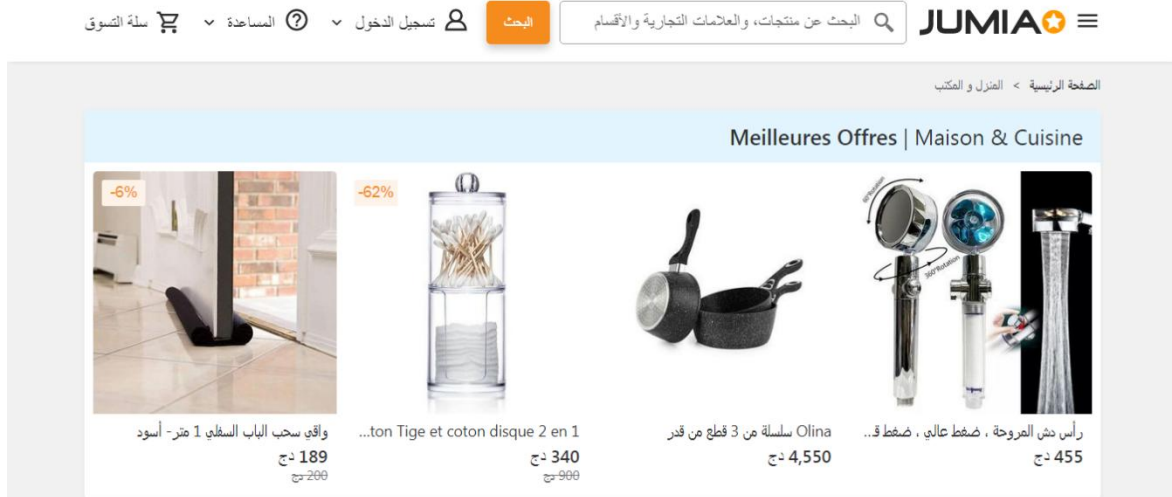 JUMIA
البحث عن منتجات، والعلامات التجارية والأقسام
البحث
تسجيل الدخول
المساعدة
سلة التسوق
الصفحة الرئيسية > المنزل و المكتب
Meilleures Offres | Maison & Cuisine
360°Rotation
رأس دش المروحة ، ضغط عالي ، ضغط ق...
455 دج
Olina سلسلة من 3 قطع من قدر
4,550 دج
-62%
...ton Tige et coton disque 2 en 1
340 دج
900 دج
-6%
واقي سحب الباب السفلي 1 متر- أسود
189 دج
200 دج